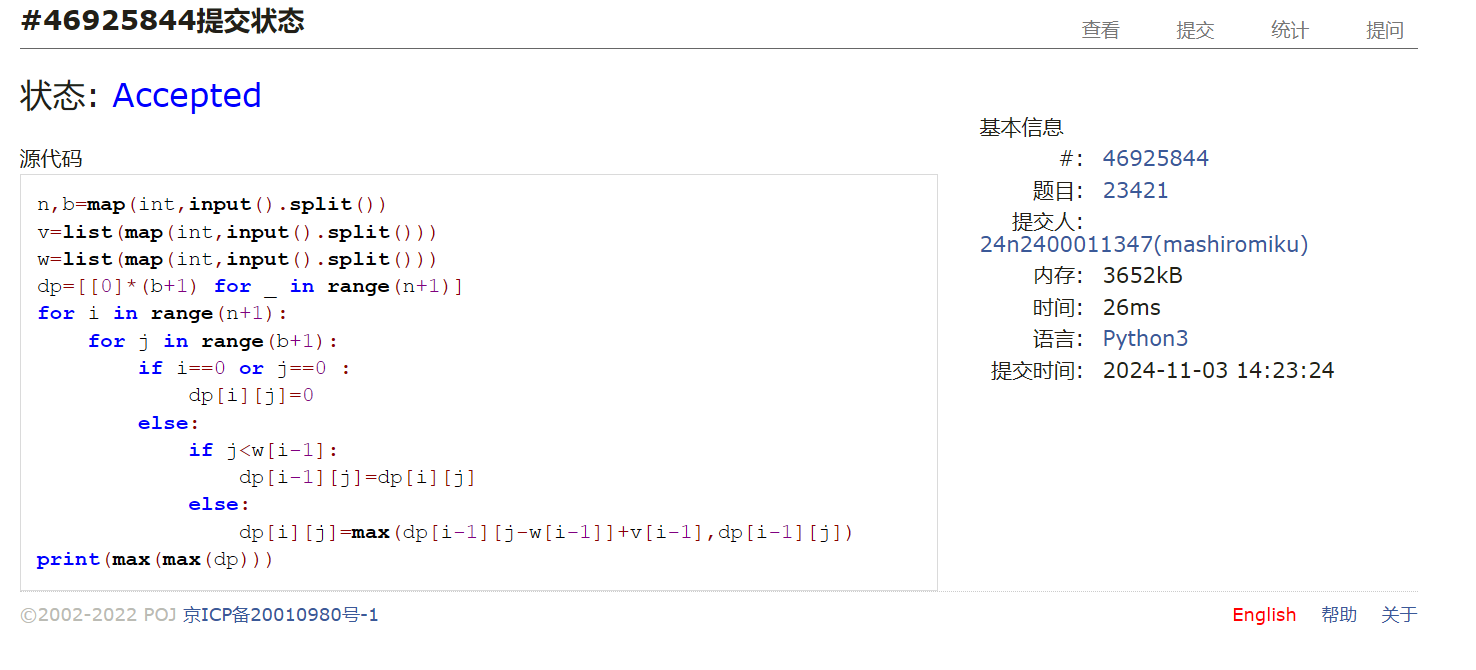 #46925844提交状态
查看 提交 统计 提问
状态: Accepted
源代码
n,b=map(int,input().split())
v=list(map(int,input().split()))
w=list(map(int,input().split()))
dp=[[0]*(b+1) for _ in range(n+1)]
for i in range(n+1):
    for j in range(b+1):
        if i==0 or j==0 :
            dp[i][j]=0
        else:
            if j<w[i-1]:
                dp[i-1][j]=dp[i][j]
            else:
                dp[i][j]=max(dp[i-1][j-w[i-1]]+v[i-1],dp[i-1][j])
print(max(max(dp)))
基本信息
#: 46925844
题目: 23421
提交人:
24n2400011347(mashiromiku)
内存: 3652kB
时间: 26ms
语言: Python3
提交时间: 2024-11-03 14:23:24
©2002-2022 POJ 京ICP备20010980号-1
English 帮助 关于